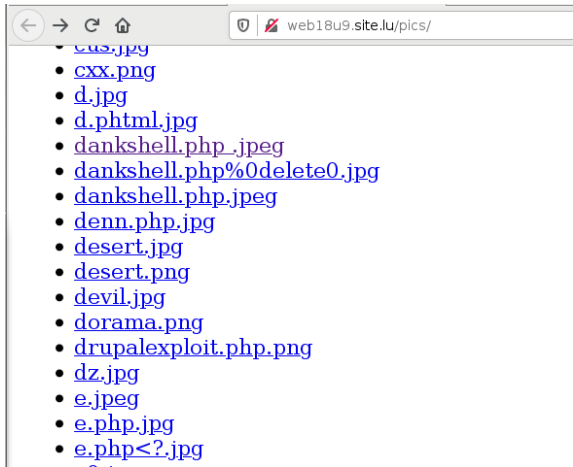 web18u9.site.lu/pics/
cus.jpg
cxx.png
d.jpg
d.phtml.jpg
dankshell.php .jpeg
dankshell.php%0delete0.jpg
dankshell.php.jpeg
denn.php.jpg
desert.jpg
desert.png
devil.jpg
dorama.png
drupalexploit.php.png
dz.jpg
e.jpeg
e.php.jpg
e.php<?.jpg